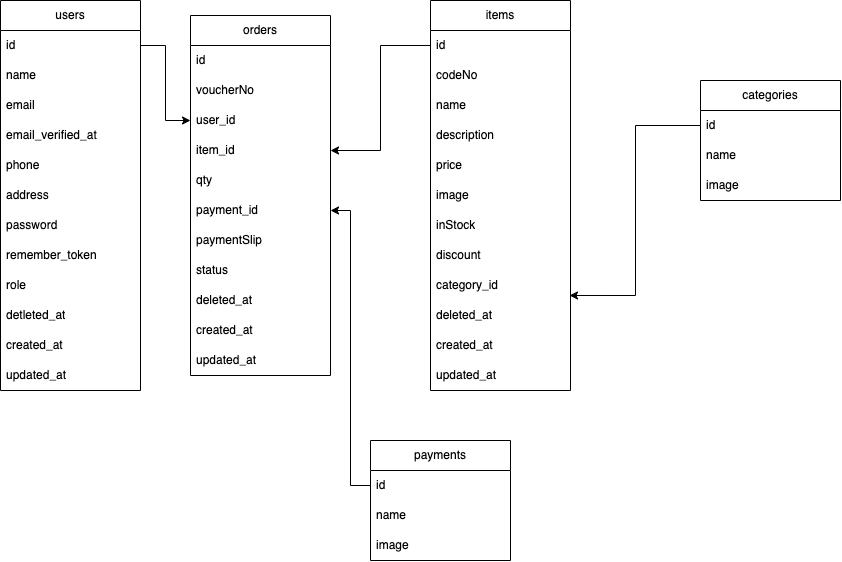 users
id
name
email
email_verified_at
phone
address
password
remember_token
role
detleted_at
created_at
updated_at
orders
id
voucherNo
user_id
item_id
qty
payment_id
paymentSlip
status
deleted_at
created_at
updated_at
items
id
codeNo
name
description
price
image
inStock
discount
category_id
deleted_at
created_at
updated_at
categories
id
name
image
payments
id
name
image